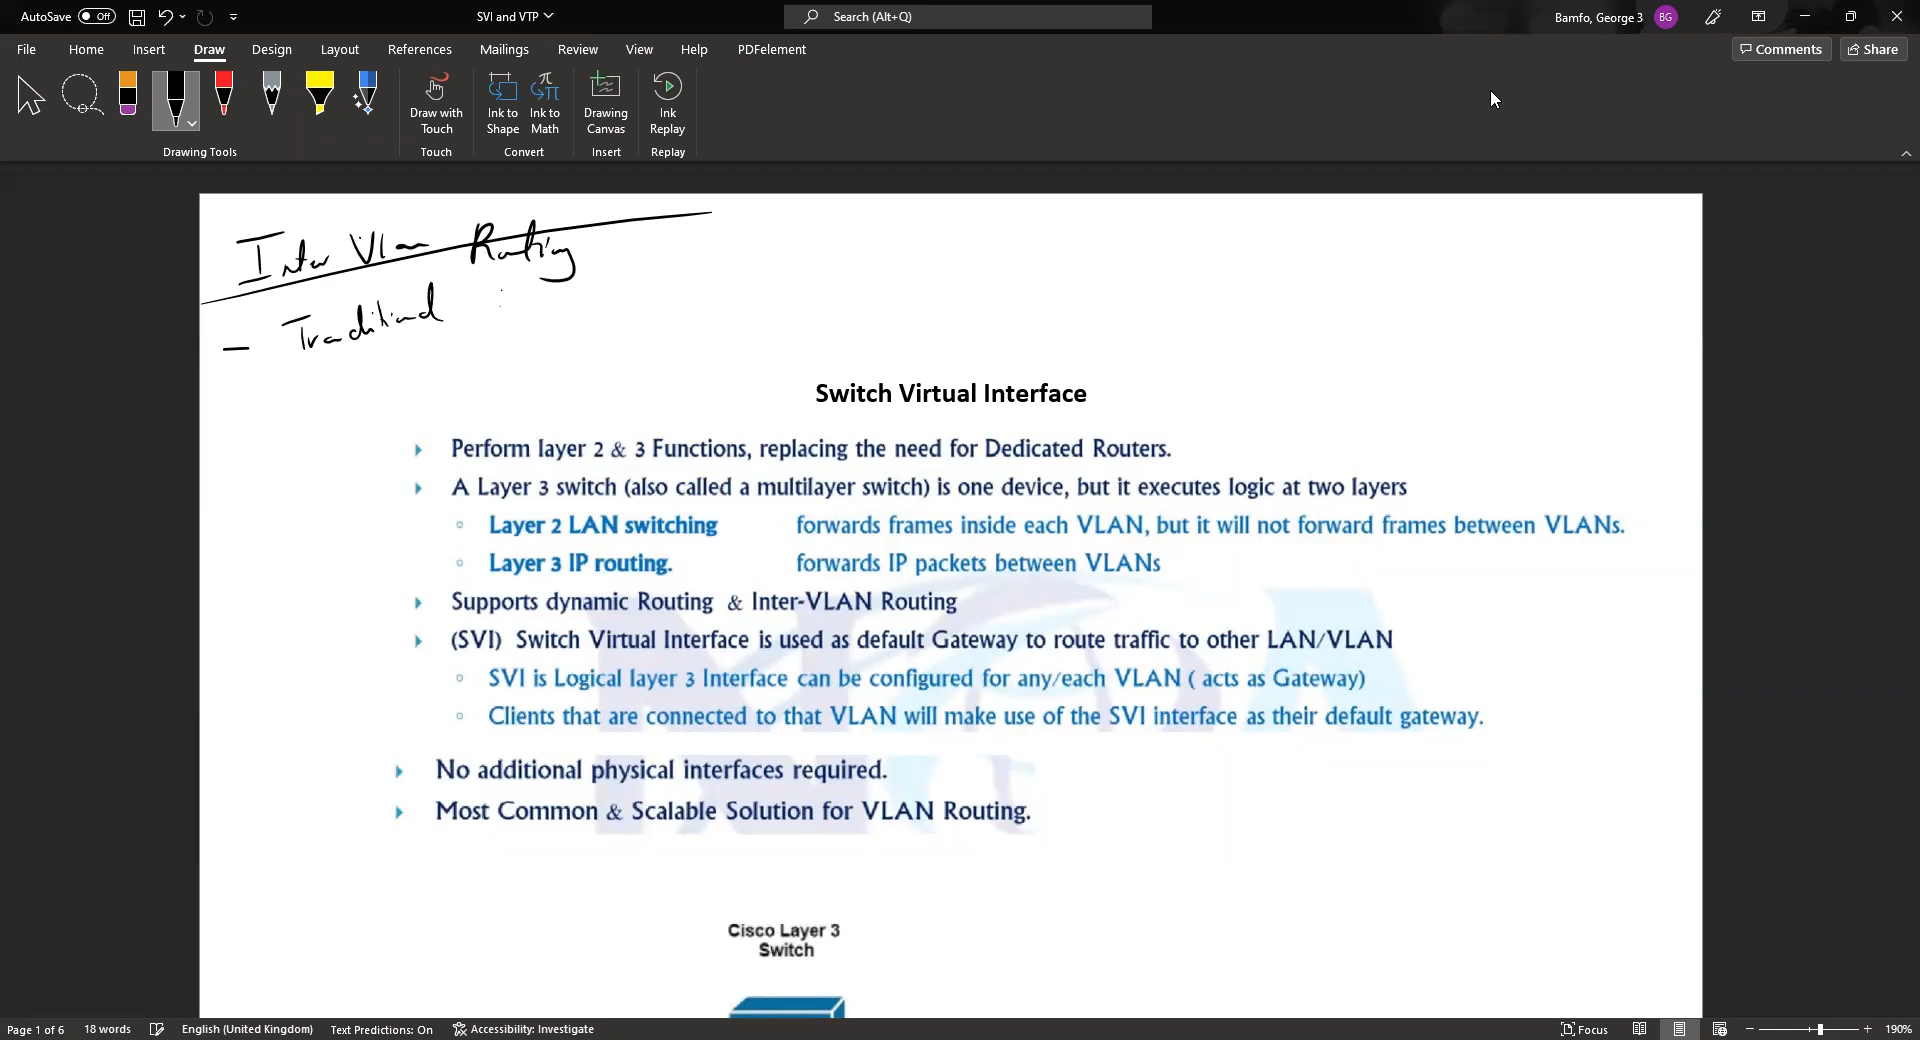 AutoSave Off SVI and VTP Search (Alt+Q) Bamfo, George 3 BG
File Home Insert Draw Design Layout References Mailings Review View Help PDFelement Comments Share
Draw with Touch
Ink to Shape
Ink to Math
Drawing Canvas
Ink Replay
Drawing Tools Touch Convert Insert Replay
Inter Vlan Routing
- Traditional
Switch Virtual Interface
Perform layer 2 & 3 Functions, replacing the need for Dedicated Routers.
A Layer 3 switch (also called a multilayer switch) is one device, but it executes logic at two layers
Layer 2 LAN switching forwards frames inside each VLAN, but it will not forward frames between VLANs.
Layer 3 IP routing. forwards IP packets between VLANs
Supports dynamic Routing & Inter-VLAN Routing
(SVI) Switch Virtual Interface is used as default Gateway to route traffic to other LAN/VLAN
SVI is Logical layer 3 Interface can be configured for any/each VLAN ( acts as Gateway)
Clients that are connected to that VLAN will make use of the SVI interface as their default gateway.
No additional physical interfaces required.
Most Common & Scalable Solution for VLAN Routing.
Cisco Layer 3
Switch
Page 1 of 6 18 words English (United Kingdom) Text Predictions: On Accessibility: Investigate Focus 190%